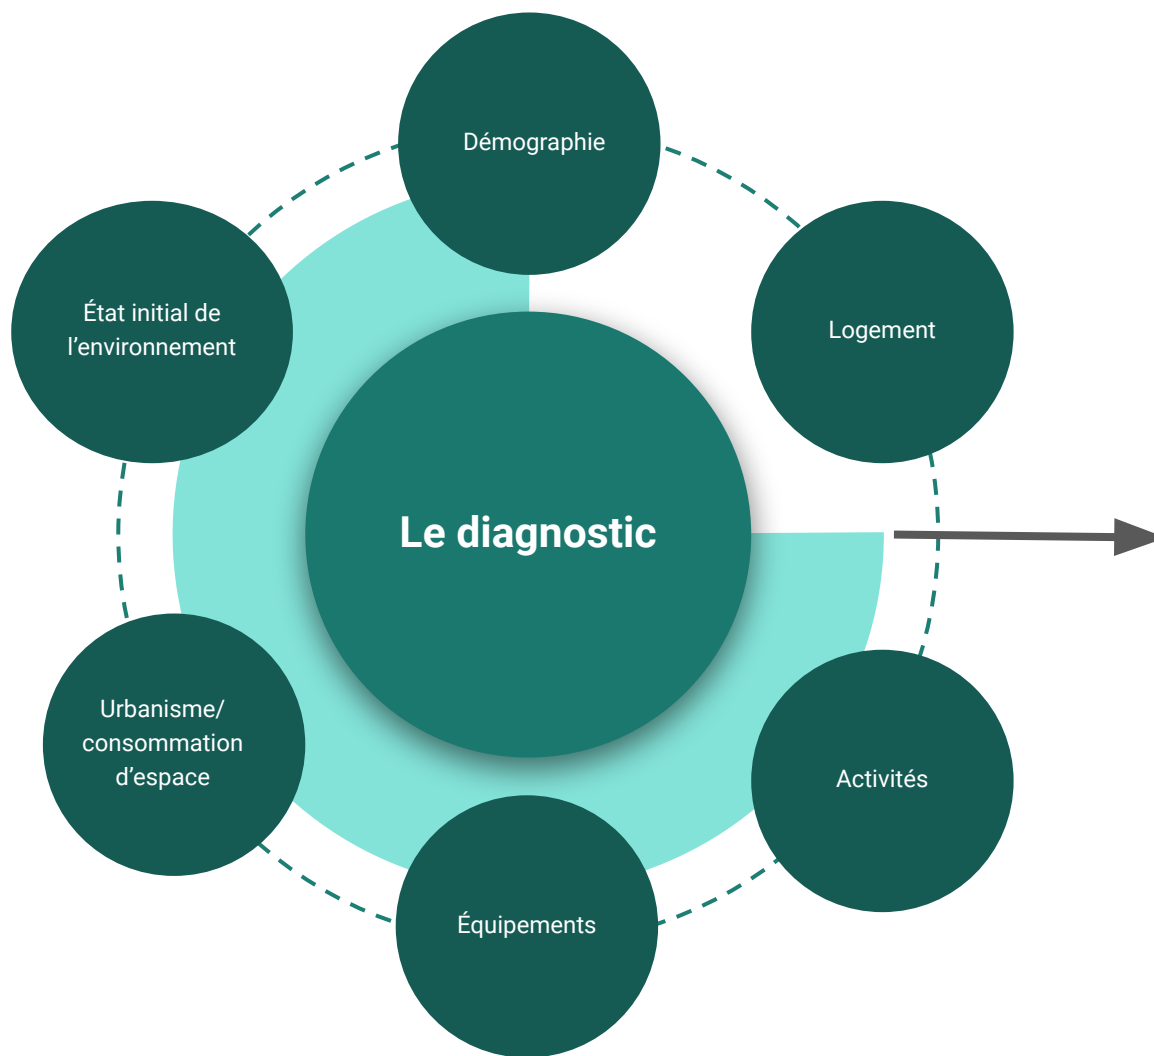 Démographie
Logement
État initial de
l’environnement
Le diagnostic
Urbanisme/
consommation
d’espace
Activités
Équipements